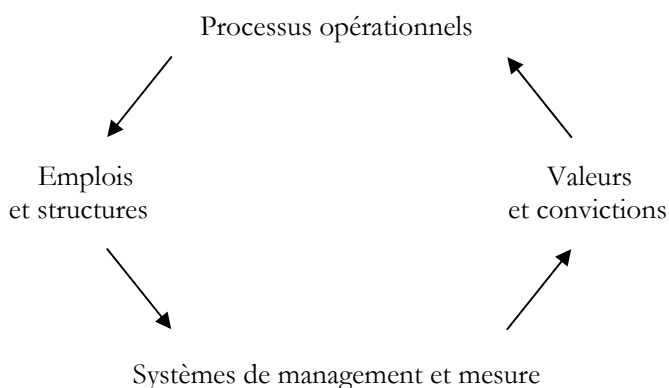 Processus opérationnels
Emplois
et structures
Valeurs
et convictions
Systèmes de management et mesure